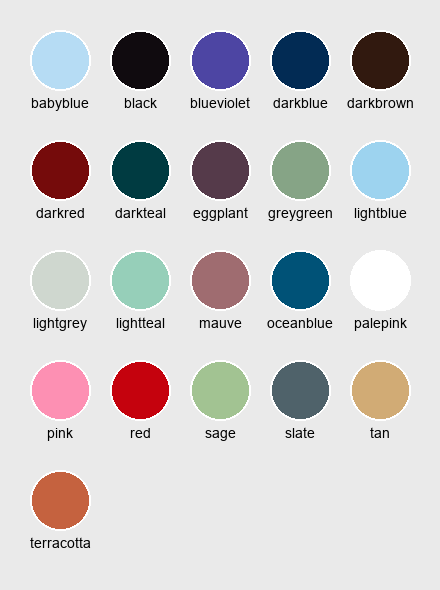 babyblue black blueviolet darkblue darkbrown
darkred darkteal eggplant greygreen lightblue
lightgrey lightteal mauve oceanblue palepink
pink red sage slate tan
terracotta